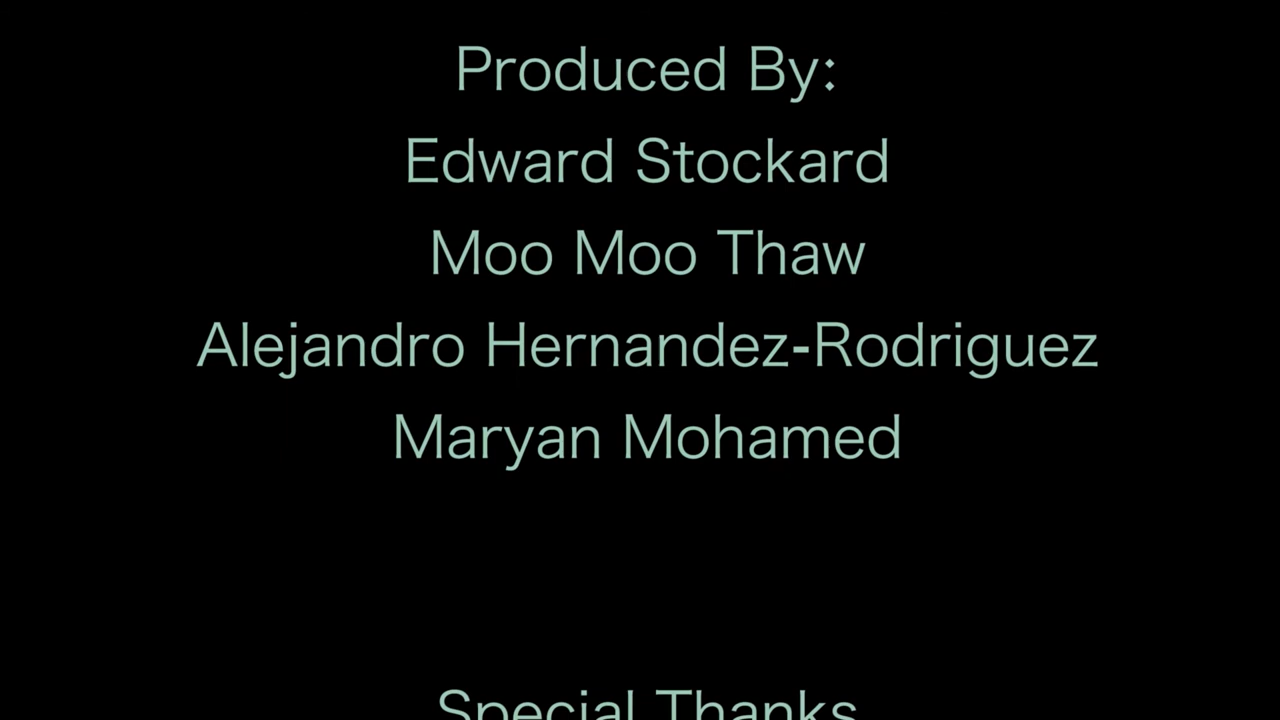 Produced By:
Edward Stockard
Moo Moo Thaw
Alejandro Hernandez-Rodriguez
Maryan Mohamed
Special Thanks